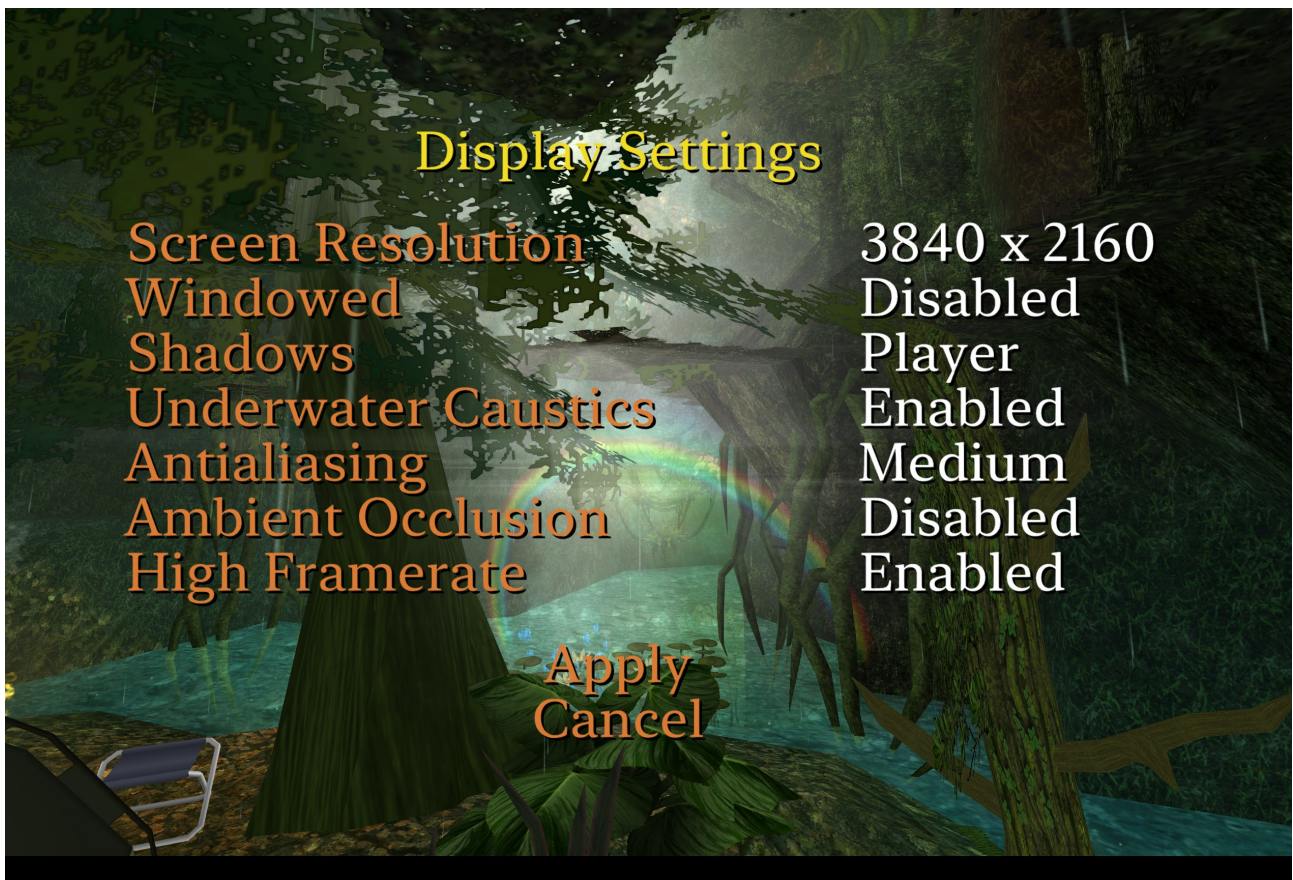 Display Settings
Screen Resolution 3840 x 2160
Windowed Disabled
Shadows Player
Underwater Caustics Enabled
Antialiasing Medium
Ambient Occlusion Disabled
High Framerate Enabled
Apply
Cancel